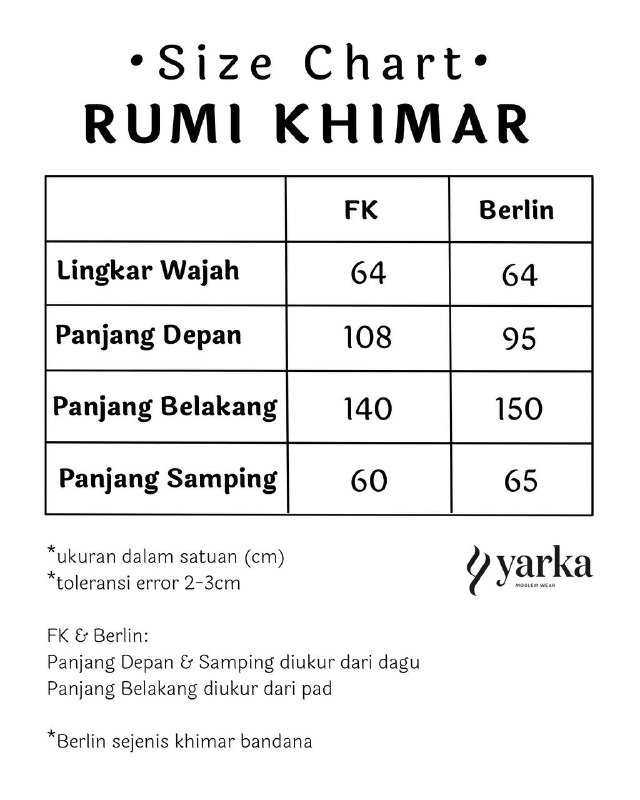 •Size Chart•
RUMI KHIMAR
FK Berlin
Lingkar Wajah 64 64
Panjang Depan 108 95
Panjang Belakang 140 150
Panjang Samping 60 65
*ukuran dalam satuan (cm)
*toleransi error 2-3cm
yarka
MOSLEM WEAR
FK & Berlin:
Panjang Depan & Samping diukur dari dagu
Panjang Belakang diukur dari pad
*Berlin sejenis khimar bandana